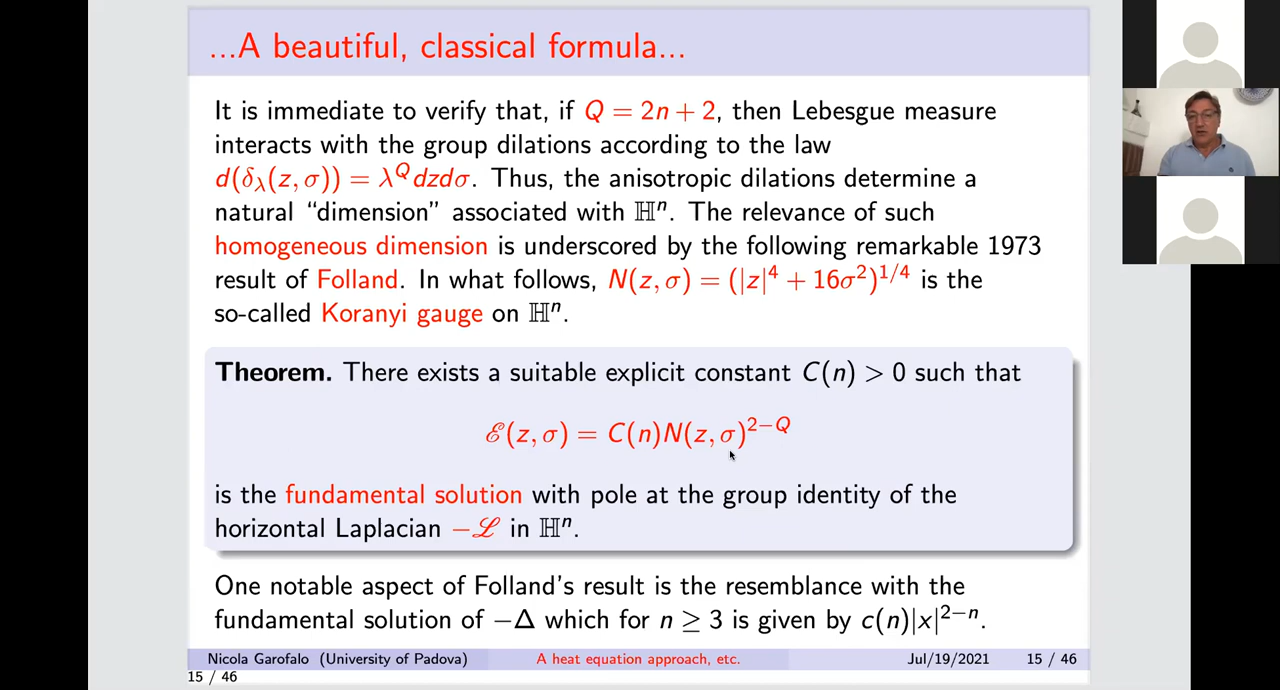 ...A beautiful, classical formula...
It is immediate to verify that, if Q = 2n + 2, then Lebesgue measure
interacts with the group dilations according to the law
d(δ_λ(z, σ)) = λ^Q dzdσ. Thus, the anisotropic dilations determine a
natural “dimension” associated with ℍⁿ. The relevance of such
homogeneous dimension is underscored by the following remarkable 1973
result of Folland. In what follows, N(z, σ) = (|z|⁴ + 16σ²)^{1/4} is the
so-called Koranyi gauge on ℍⁿ.
Theorem. There exists a suitable explicit constant C(n) > 0 such that
ℰ(z, σ) = C(n)N(z, σ)^{2−Q}
is the fundamental solution with pole at the group identity of the
horizontal Laplacian −ℒ in ℍⁿ.
One notable aspect of Folland's result is the resemblance with the
fundamental solution of −Δ which for n ≥ 3 is given by c(n)|x|^{2−n}.
Nicola Garofalo (University of Padova) A heat equation approach, etc. Jul/19/2021 15 / 46
15 / 46